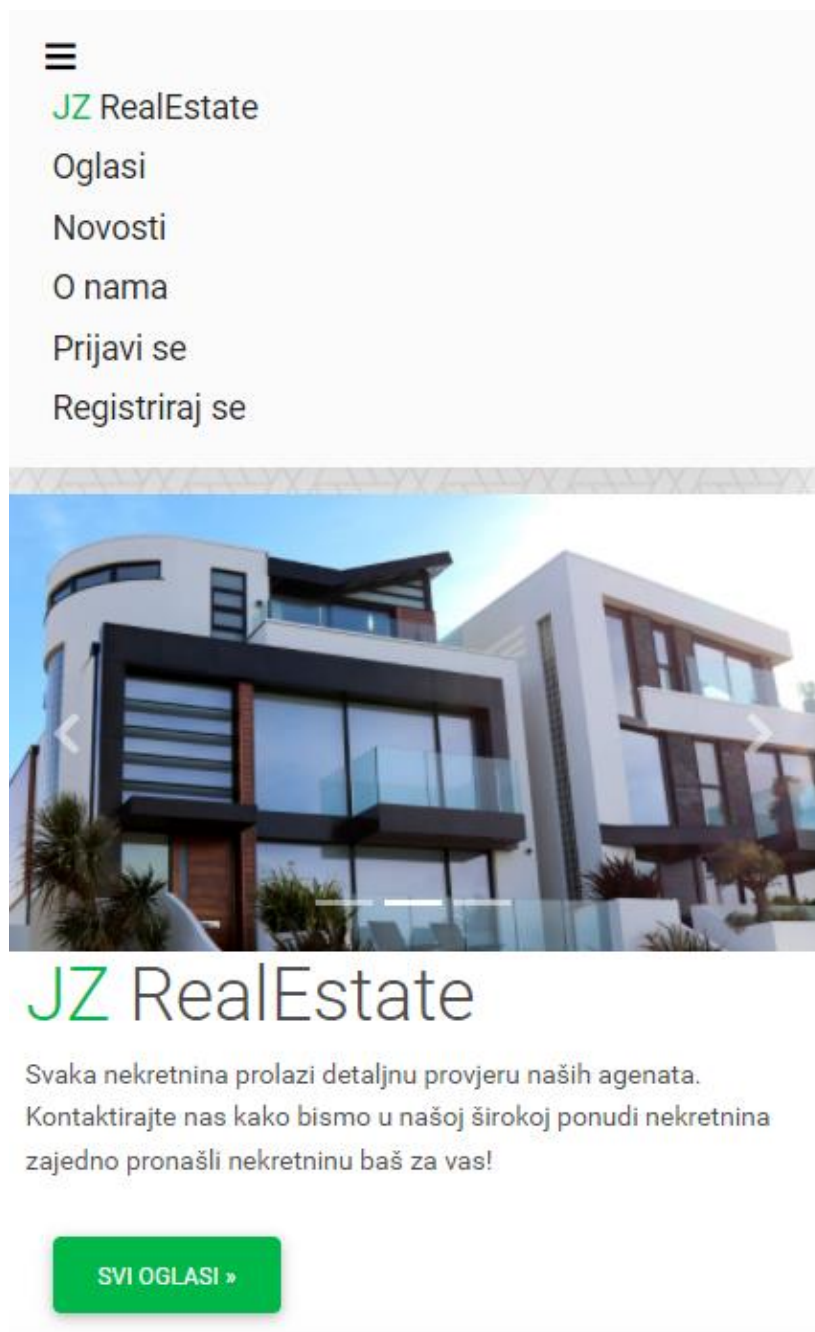 JZ RealEstate
Oglasi
Novosti
O nama
Prijavi se
Registriraj se
JZ RealEstate
Svaka nekretnina prolazi detaljnu provjeru naših agenata.
Kontaktirajte nas kako bismo u našoj širokoj ponudi nekretnina
zajedno pronašli nekretninu baš za vas!
SVI OGLASI »